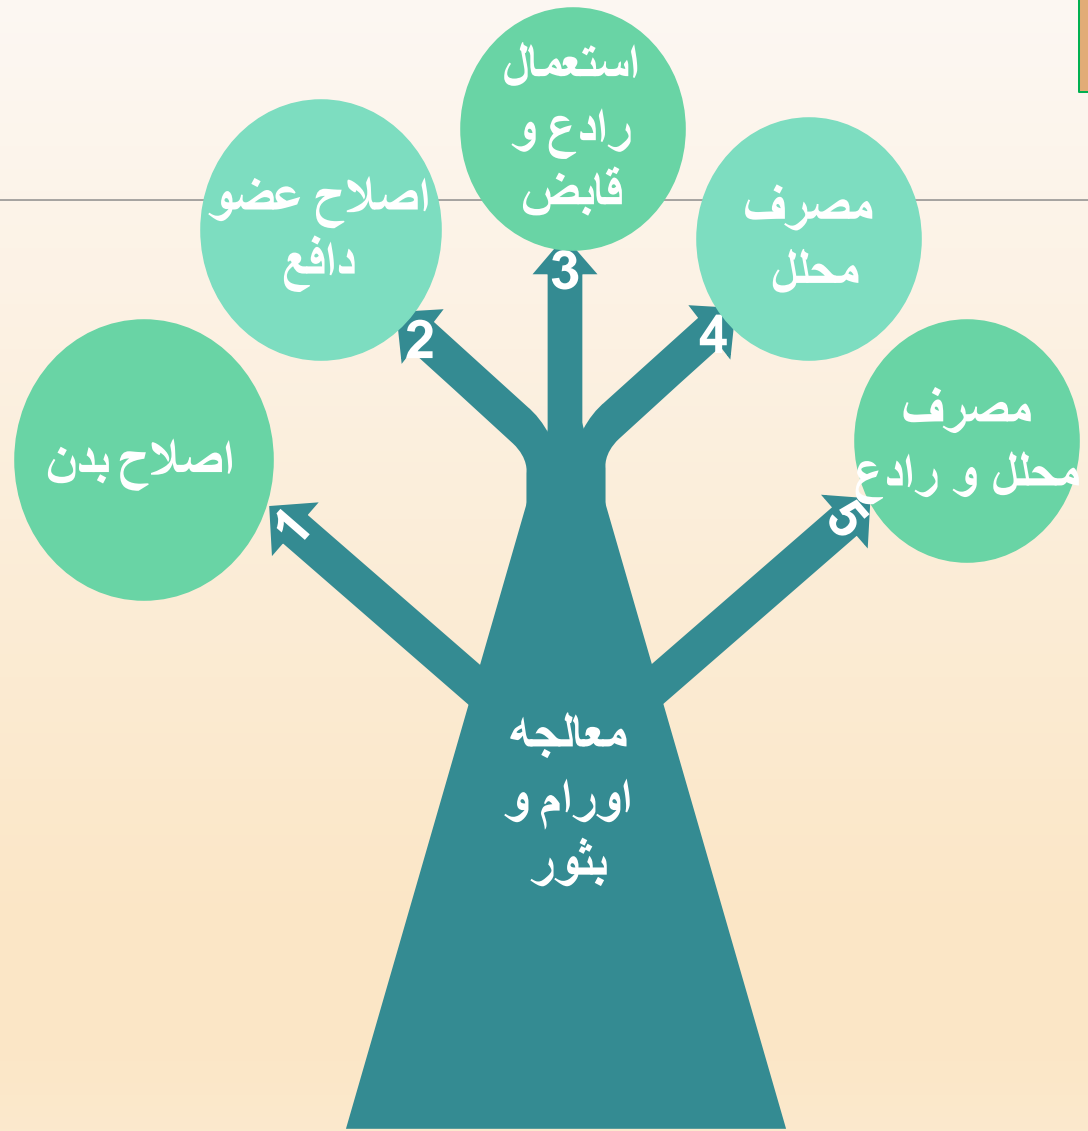 استعمال
رادع و
قابض
3
اصلاح عضو
دافع
2
مصرف
محلل
4
اصلاح بدن
1
مصرف
محلل و رادع
5
معالجه
اورام و
بثور